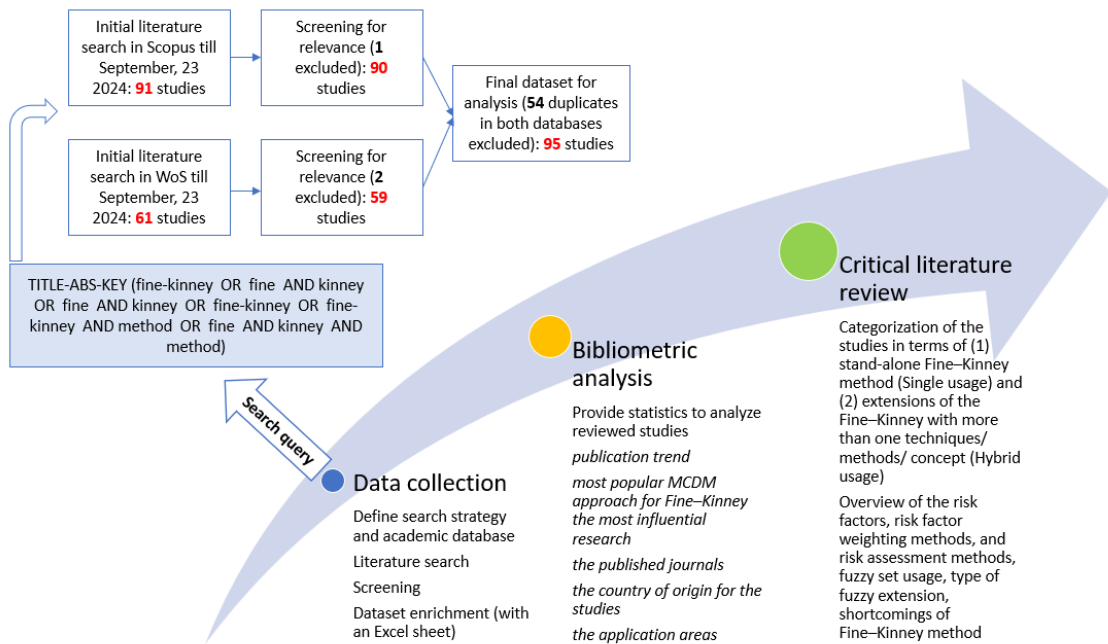 Initial literature
search in Scopus till
September, 23
2024: 91 studies
Screening for
relevance (1
excluded): 90
studies
Final dataset for
analysis (54 duplicates
in both databases
excluded): 95 studies
Initial literature
search in WoS till
September, 23
2024: 61 studies
Screening for
relevance (2
excluded): 59
studies
TITLE-ABS-KEY (fine-kinney OR fine AND kinney
OR fine AND kinney OR fine-kinney OR fine-
kinney AND method OR fine AND kinney AND
method)
Search query
Data collection
Define search strategy
and academic database
Literature search
Screening
Dataset enrichment (with
an Excel sheet)
Bibliometric
analysis
Provide statistics to analyze
reviewed studies
publication trend
most popular MCDM
approach for Fine–Kinney
the most influential
research
the published journals
the country of origin for the
studies
the application areas
Critical literature
review
Categorization of the
studies in terms of (1)
stand-alone Fine–Kinney
method (Single usage) and
(2) extensions of the
Fine–Kinney with more
than one techniques/
methods/ concept (Hybrid
usage)
Overview of the risk
factors, risk factor
weighting methods, and
risk assessment methods,
fuzzy set usage, type of
fuzzy extension,
shortcomings of
Fine–Kinney method